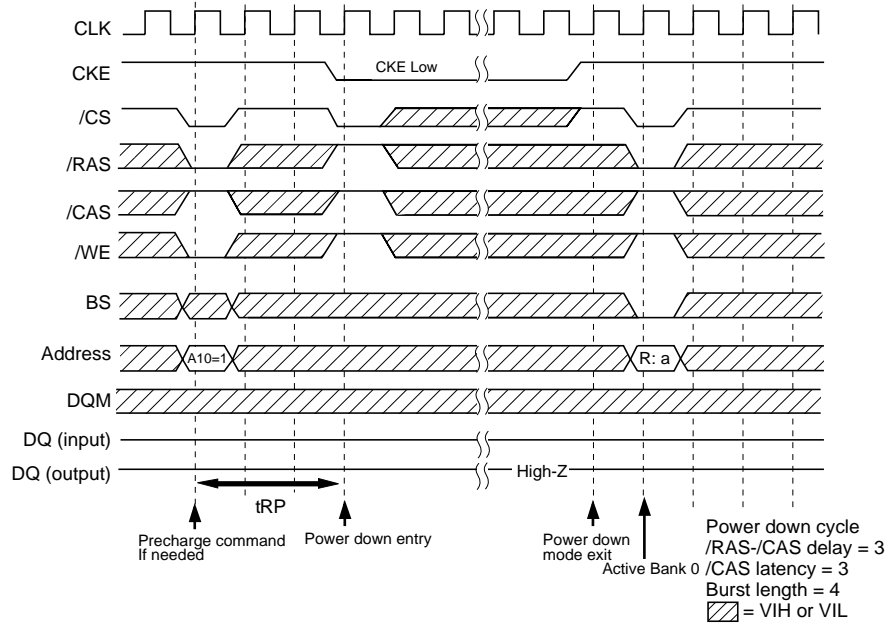 CLK
CKE
CKE Low
/CS
/RAS
/CAS
/WE
BS
Address
A10=1
R: a
DQM
DQ (input)
DQ (output)
High-Z
tRP
Precharge command
If needed
Power down entry
Power down
mode exit
Active Bank 0
Power down cycle
/RAS-/CAS delay = 3
/CAS latency = 3
Burst length = 4
= VIH or VIL